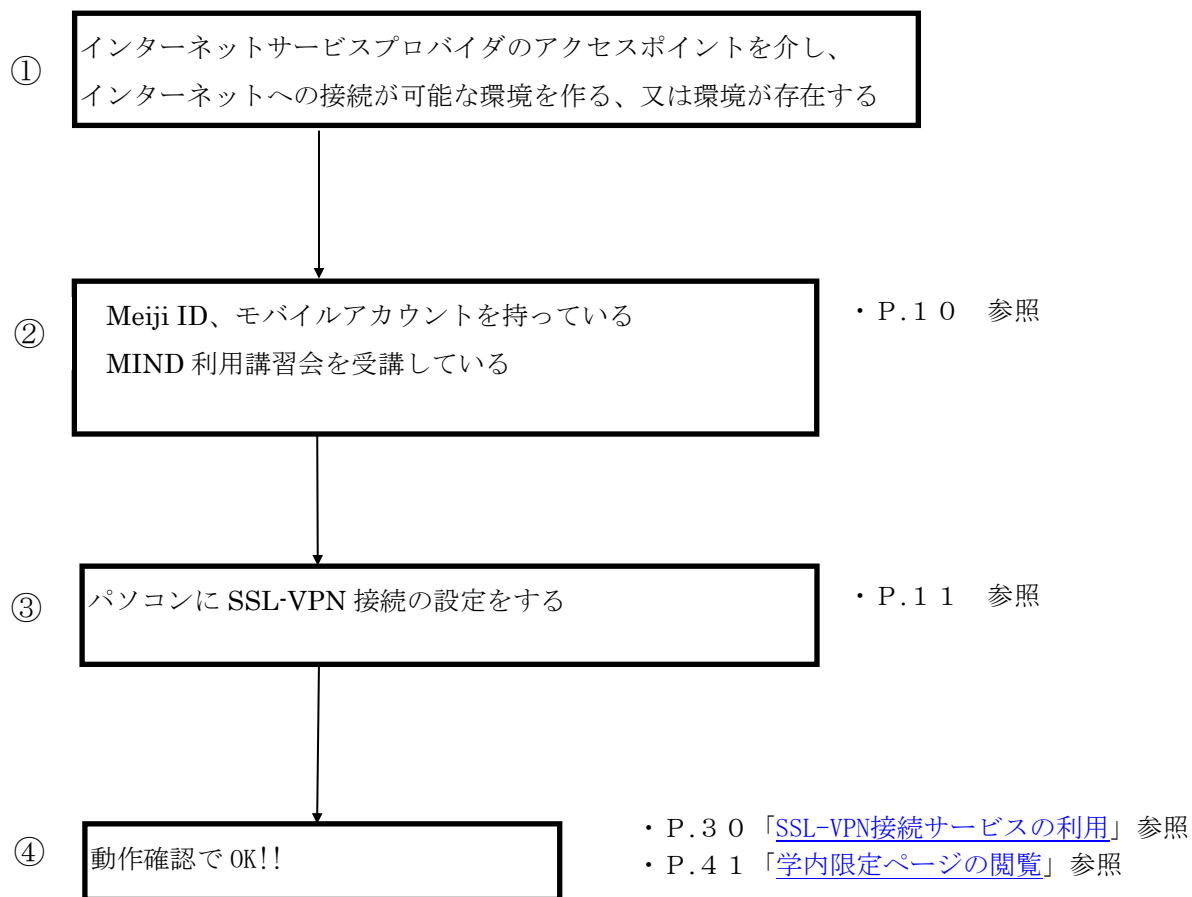 ①
インターネットサービスプロバイダのアクセスポイントを介し、
インターネットへの接続が可能な環境を作る、又は環境が存在する
②
Meiji ID、モバイルアカウントを持っている
MIND 利用講習会を受講している
・Ｐ.１０　参照
③
パソコンに SSL-VPN 接続の設定をする
・Ｐ.１１　参照
④
動作確認で OK!!
・Ｐ.３０「SSL-VPN接続サービスの利用」参照
・Ｐ.４１「学内限定ページの閲覧」参照